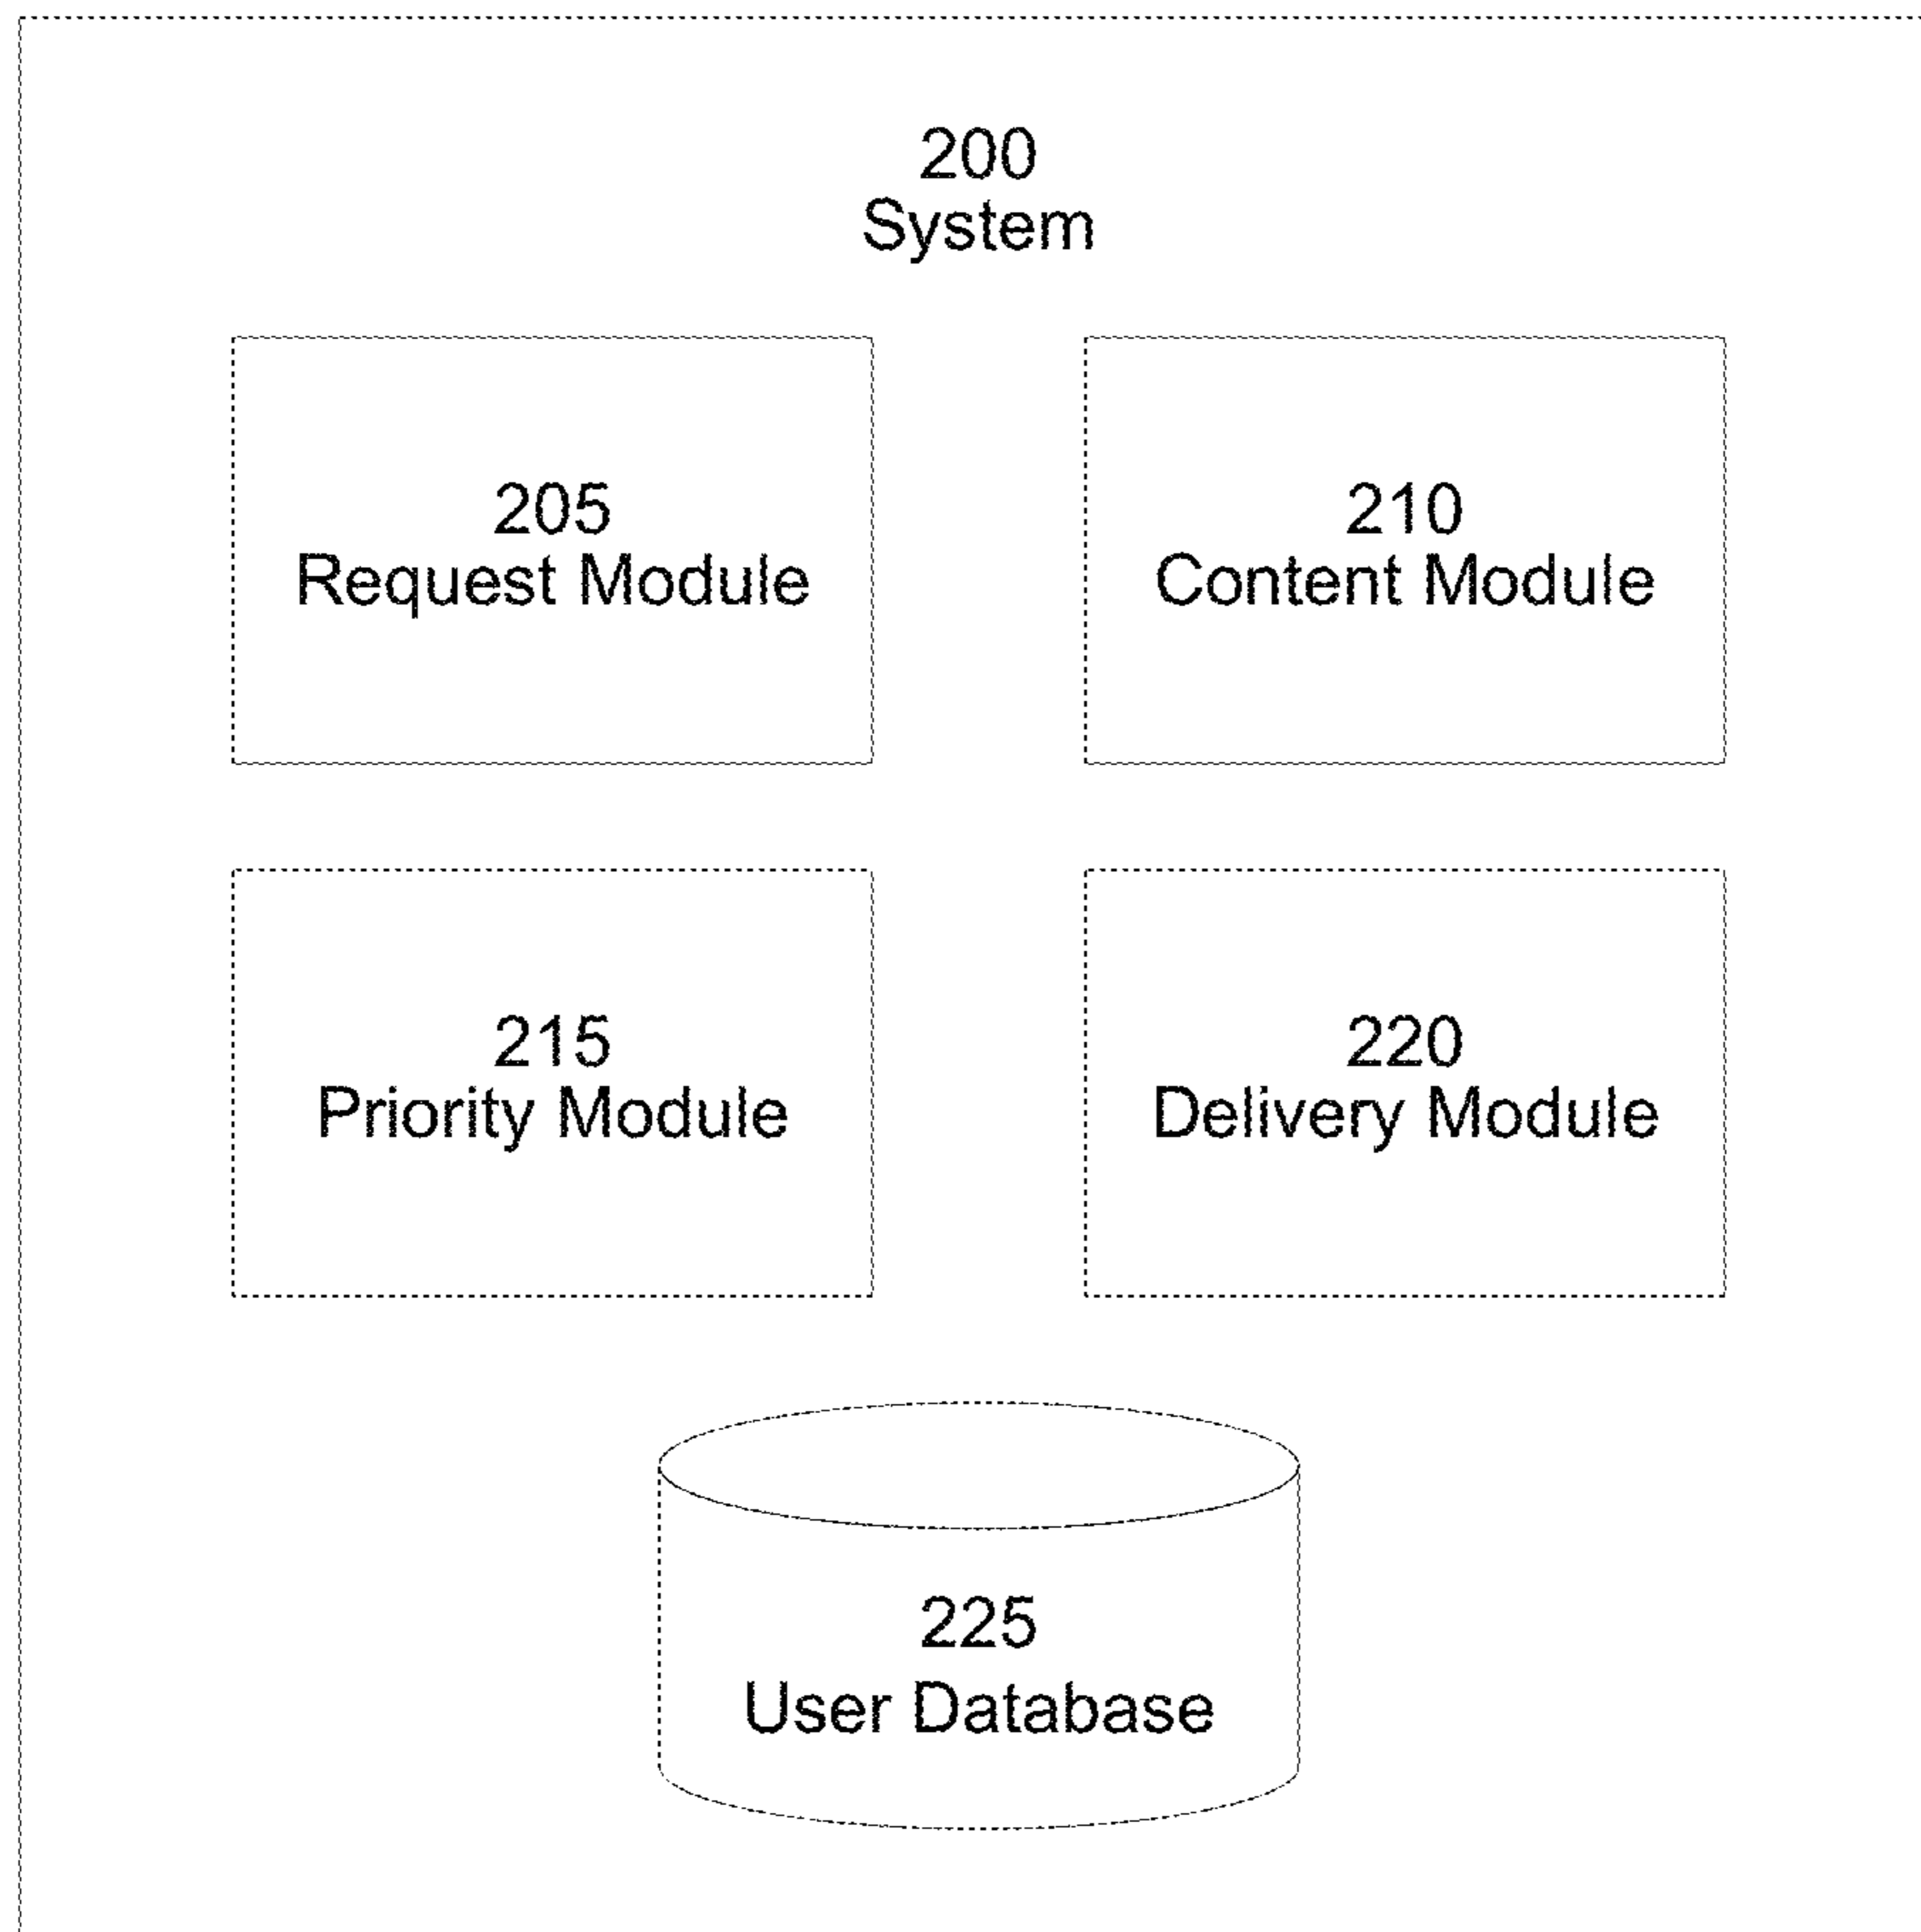 200
System
205
Request Module
210
Content Module
215
Priority Module
220
Delivery Module
225
User Database